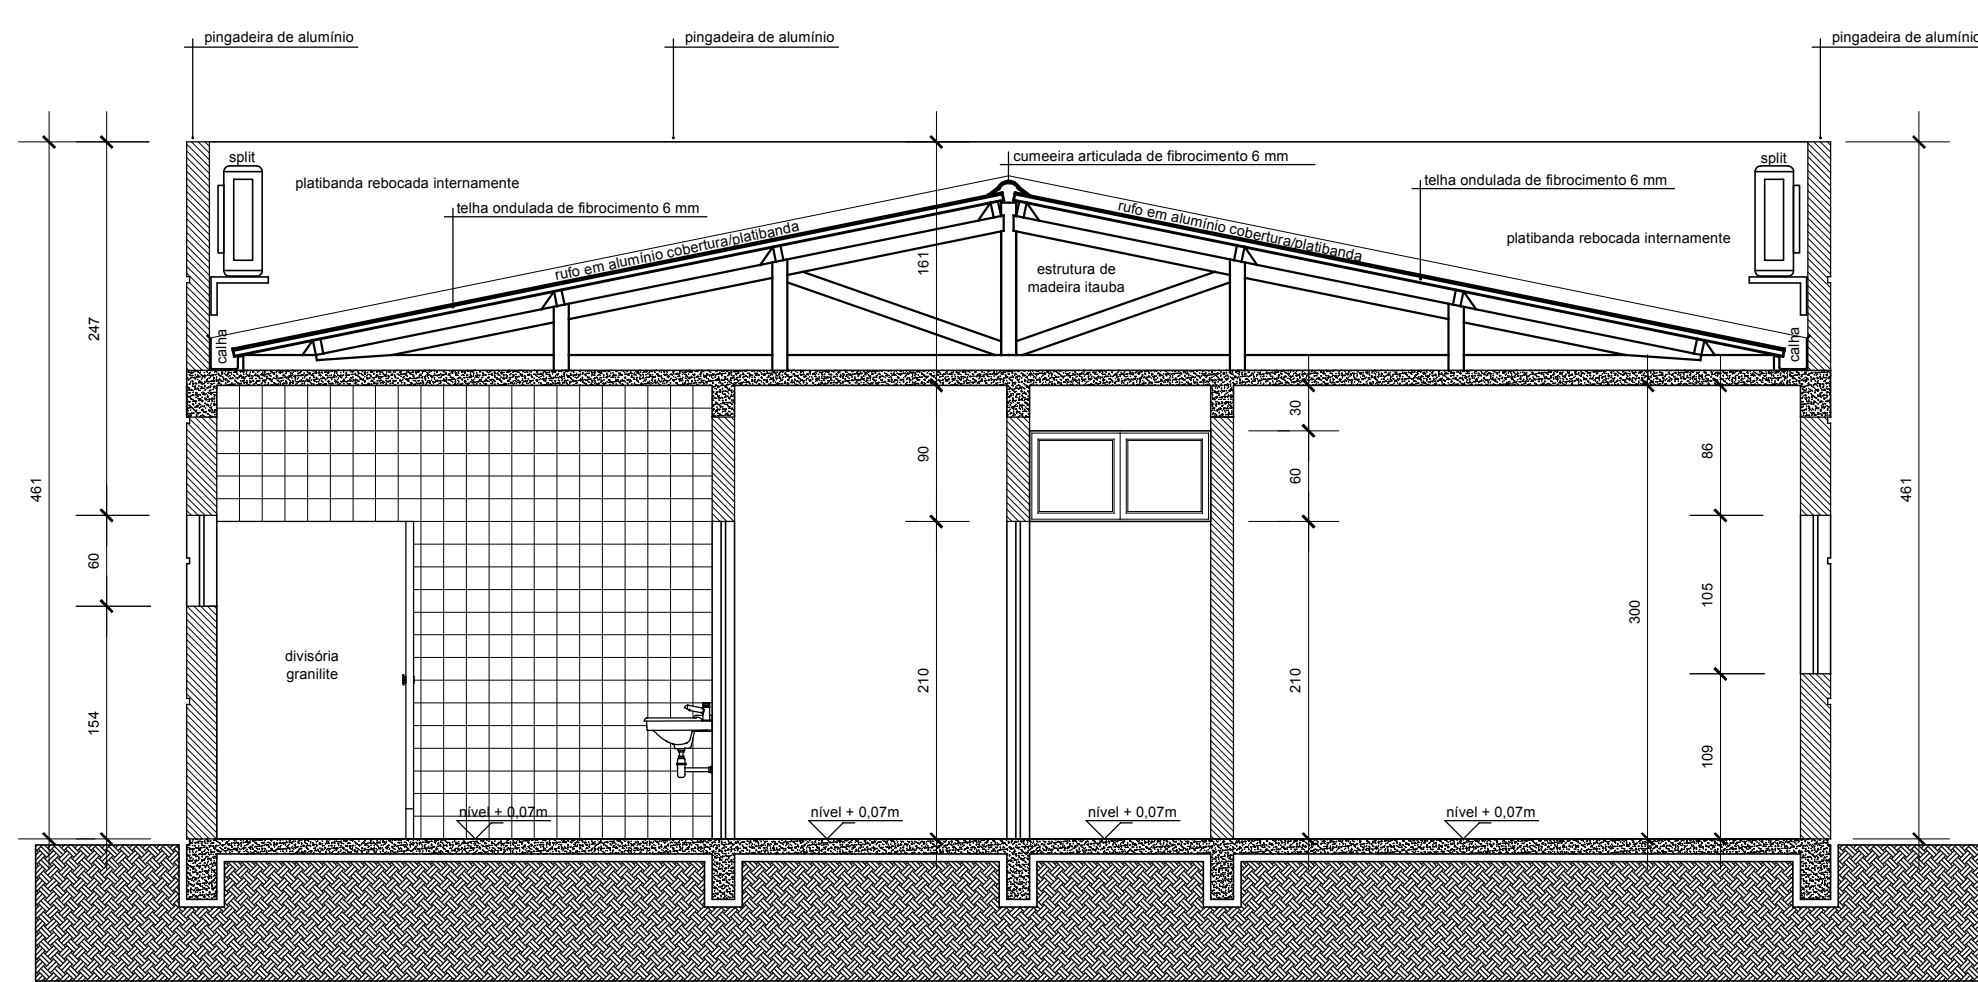 pingadeira de alumínio
pingadeira de alumínio
pingadeira de alumínio
split
cumeeira articulada de fibrocimento 6 mm
split
platibanda rebocada internamente
telha ondulada de fibrocimento 6 mm
telha ondulada de fibrocimento 6 mm
rufo em alumínio cobertura/platibanda
rufo em alumínio cobertura/platibanda
platibanda rebocada internamente
161
estrutura de
madeira itauba
247
calha
calha
30
90
60
86
461
461
60
105
300
divisória
granilite
210
210
154
109
nível + 0,07m
nível + 0,07m
nível + 0,07m
nível + 0,07m